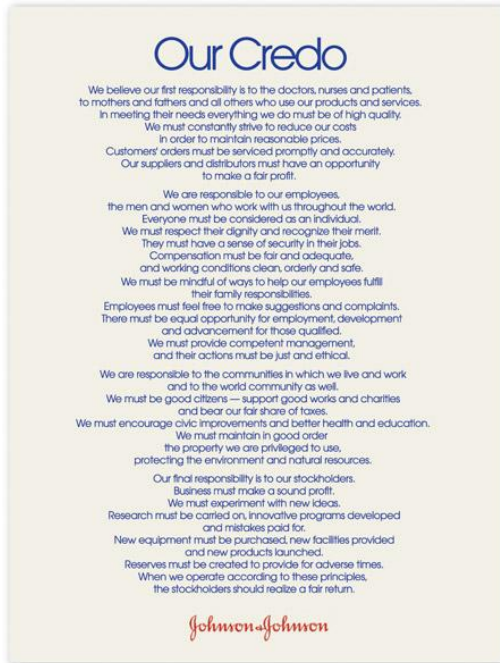 Our Credo
We believe our first responsibility is to the doctors, nurses and patients,
to mothers and fathers and all others who use our products and services.
In meeting their needs everything we do must be of high quality.
We must constantly strive to reduce our costs
in order to maintain reasonable prices.
Customers' orders must be serviced promptly and accurately.
Our suppliers and distributors must have an opportunity
to make a fair profit.
We are responsible to our employees,
the men and women who work with us throughout the world.
Everyone must be considered as an individual.
We must respect their dignity and recognize their merit.
They must have a sense of security in their jobs.
Compensation must be fair and adequate,
and working conditions clean, orderly and safe.
We must be mindful of ways to help our employees fulfill
their family responsibilities.
Employees must feel free to make suggestions and complaints.
There must be equal opportunity for employment, development
and advancement for those qualified.
We must provide competent management,
and their actions must be just and ethical.
We are responsible to the communities in which we live and work
and to the world community as well.
We must be good citizens — support good works and charities
and bear our fair share of taxes.
We must encourage civic improvements and better health and education.
We must maintain in good order
the property we are privileged to use,
protecting the environment and natural resources.
Our final responsibility is to our stockholders.
Business must make a sound profit.
We must experiment with new ideas.
Research must be carried on, innovative programs developed
and mistakes paid for.
New equipment must be purchased, new facilities provided
and new products launched.
Reserves must be created to provide for adverse times.
When we operate according to these principles,
the stockholders should realize a fair return.
Johnson & Johnson